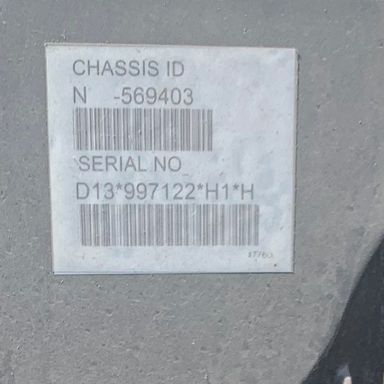 CHASSIS ID
N -569403
SERIAL NO
D13*997122*H1*H